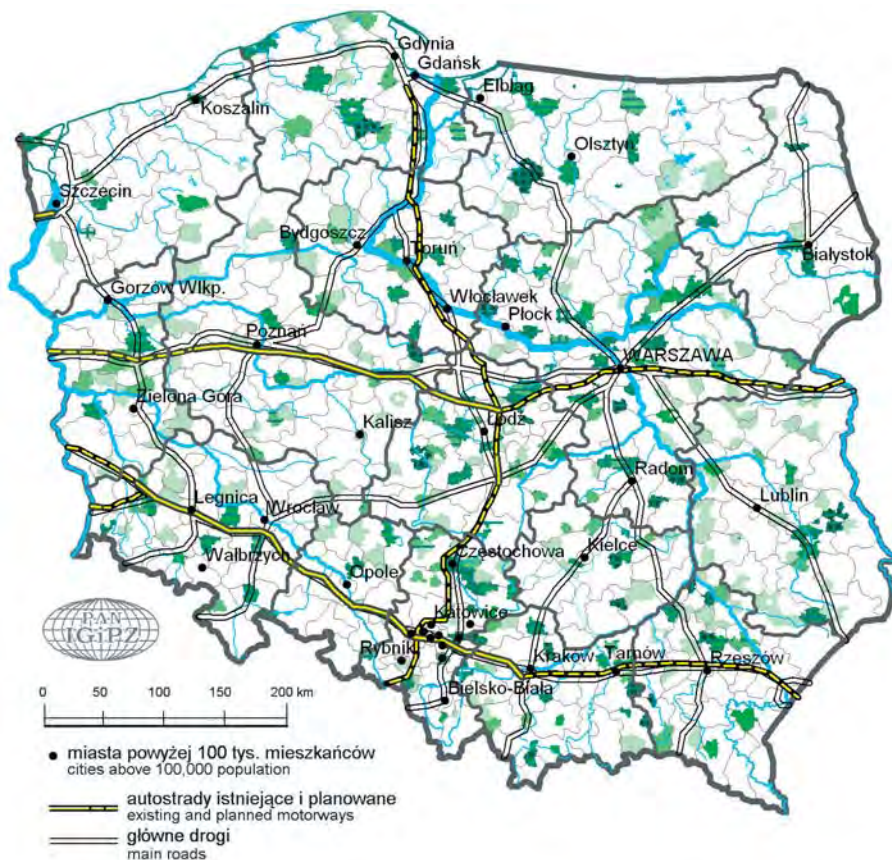 Gdynia
Gdańsk
Elbląg
Koszalin
Olsztyn
Szczecin
Bydgoszcz
Białystok
Toruń
Gorzów Wlkp.
Włocławek
Płock
Poznań
WARSZAWA
Zielona Góra
Kalisz
Łódź
Radom
Legnica
Wrocław
Lublin
Wałbrzych
Częstochowa
Kielce
Opole
PAN
IGiPZ
Katowice
Rybnik
Kraków
Tarnów
Rzeszów
Bielsko-Biała
0 50 100 150 200 km
miasta powyżej 100 tys. mieszkańców
cities above 100,000 population
autostrady istniejące i planowane
existing and planned motorways
główne drogi
main roads